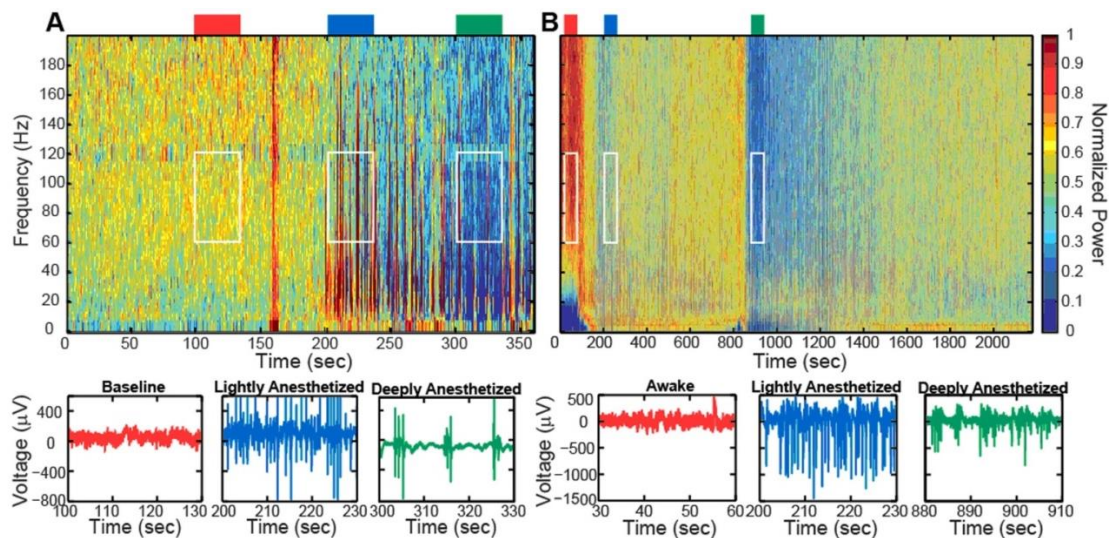 A B
180
160
140
120
100
80
60
40
20
0
Frequency (Hz)
0 50 100 150 200 250 300 350
Time (sec)
0 200 400 600 800 1000 1200 1400 1600 1800 2000
Time (sec)
1
0.9
0.8
0.7
0.6
0.5
0.4
0.3
0.2
0.1
0
Normalized Power
Baseline Lightly Anesthetized Deeply Anesthetized Awake Lightly Anesthetized Deeply Anesthetized
Voltage (µV)
400
0
−400
−800
100 110 120 130
Time (sec)
200 210 220 230
Time (sec)
300 310 320 330
Time (sec)
Voltage (µV)
500
0
−500
−1000
−1500
30 40 50 60
Time (sec)
200 210 220 230
Time (sec)
880 890 900 910
Time (sec)